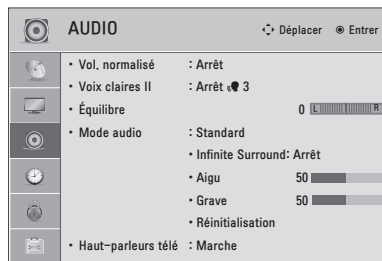 AUDIO Déplacer Entrer
• Vol. normalisé : Arrêt
• Voix claires II : Arrêt 3
• Équilibre 0 L R
• Mode audio : Standard
• Infinite Surround: Arrêt
• Aigu 50
• Grave 50
• Réinitialisation
• Haut-parleurs télé : Marche